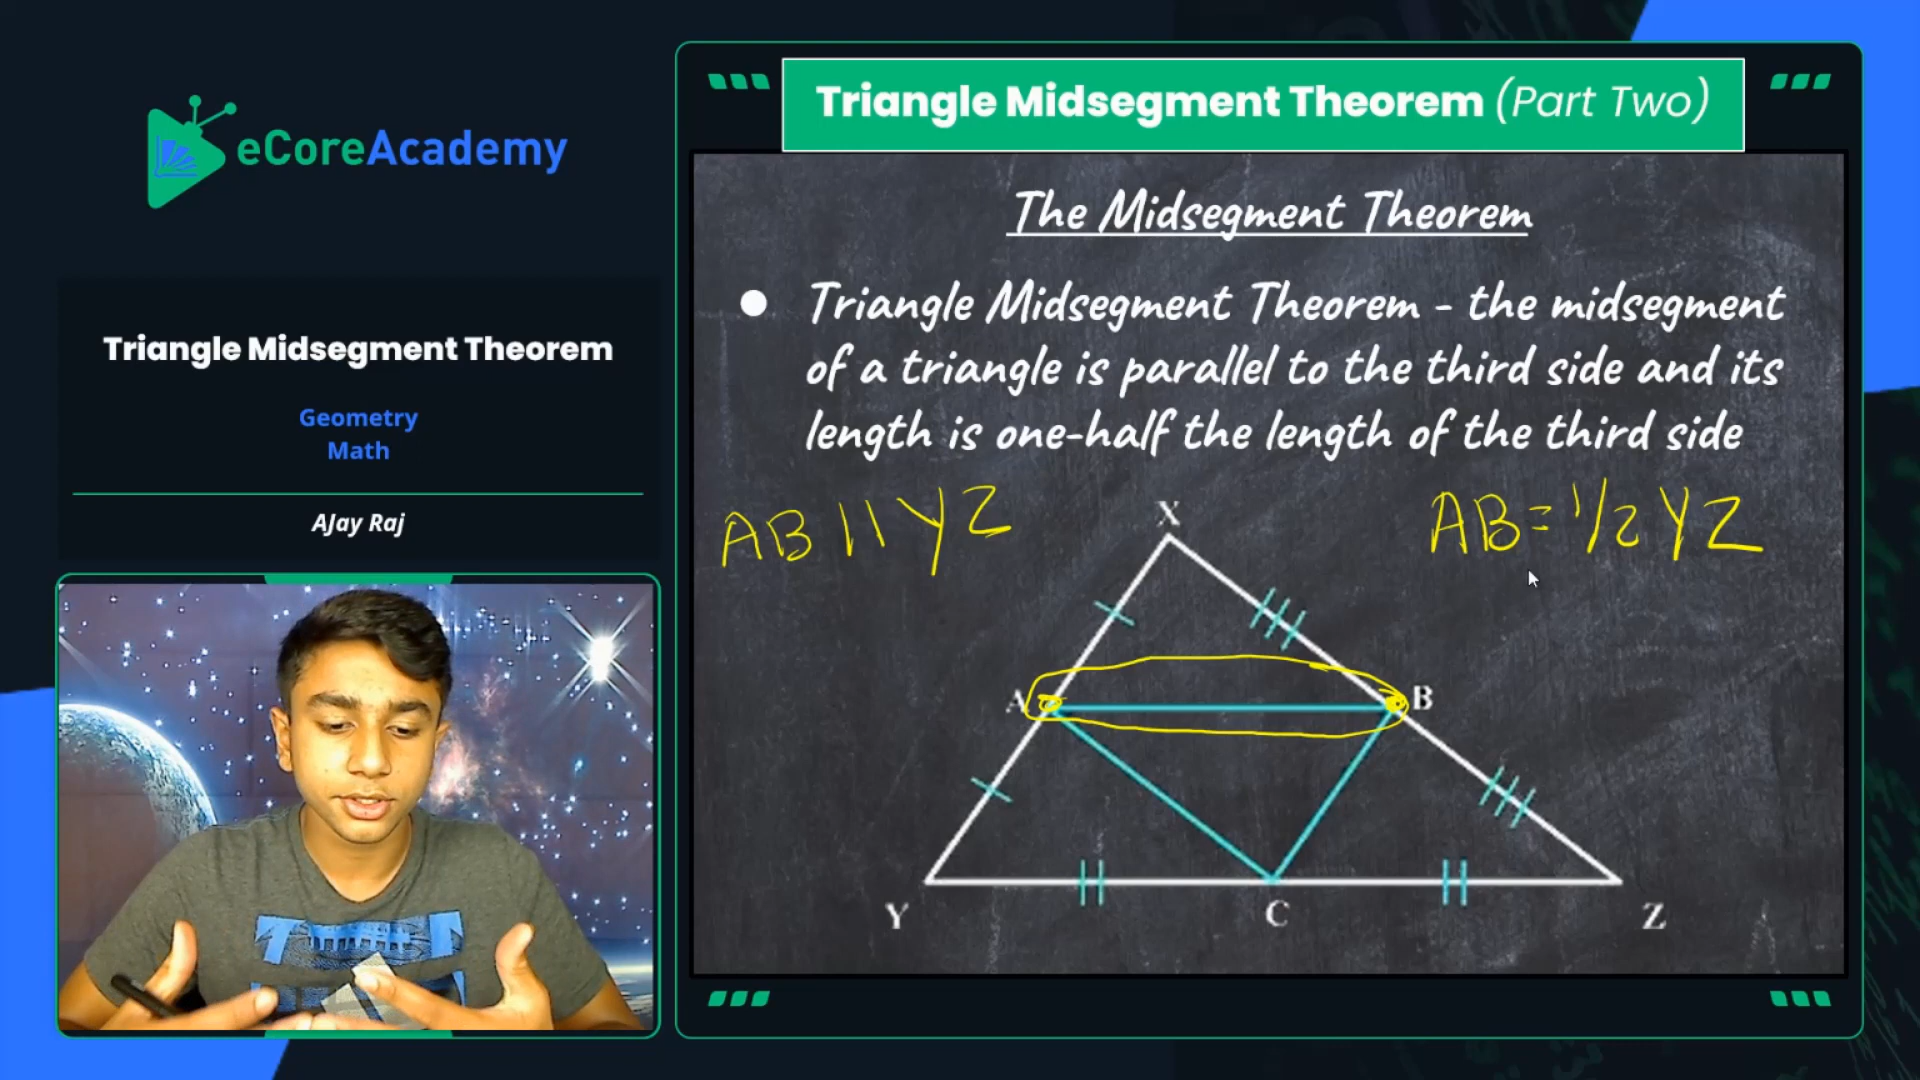 eCoreAcademy
Triangle Midsegment Theorem
Geometry
Math
AJay Raj
Triangle Midsegment Theorem (Part Two)
The Midsegment Theorem
● Triangle Midsegment Theorem - the midsegment
of a triangle is parallel to the third side and its
length is one-half the length of the third side
AB || YZ
AB = 1/2 YZ
X
A
B
Y
C
Z